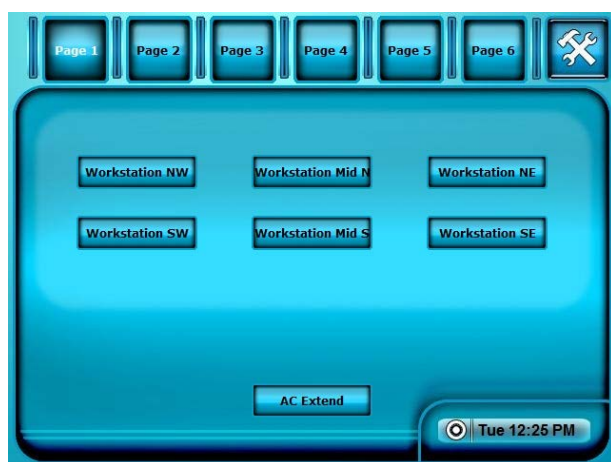 Page 1 Page 2 Page 3 Page 4 Page 5 Page 6
Workstation NW Workstation Mid N Workstation NE
Workstation SW Workstation Mid S Workstation SE
AC Extend
Tue 12:25 PM